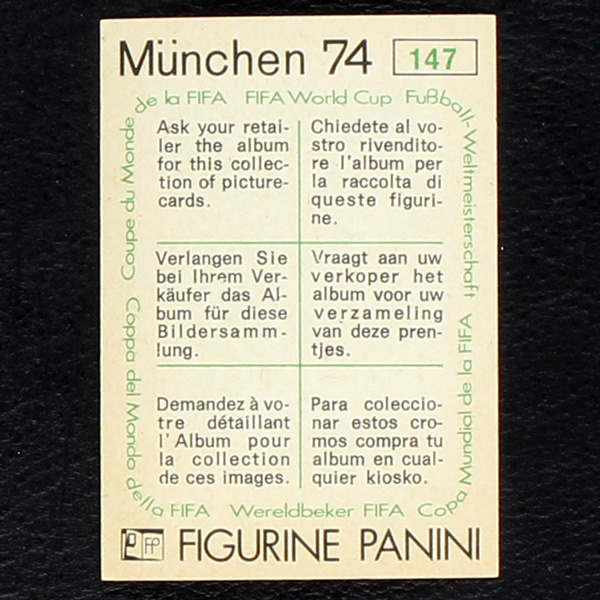 München 74 147
de la FIFA FIFA World Cup Fußball-Weltmeisterschaft
Ask your retai-
ler the album
for this collec-
tion of picture-
cards.
Chiedete al vo-
stro rivendito-
re l'album per
la raccolta di
queste figuri-
ne.
Verlangen Sie
bei Ihrem Ver-
käufer das Al-
bum für diese
Bildersamm-
lung.
Vraagt aan uw
verkoper het
album voor uw
verzameling
van deze pren-
tjes.
Demandez à vo-
tre détaillant
l'Album pour
la collection
de ces images.
Para coleccio-
nar estos cro-
mos compra tu
album en cual-
quier kiosko.
Coupe du Monde
Coppa del Mondo
della FIFA Wereldbeker FIFA Copa Mundial de la FIFA
FP FIGURINE PANINI